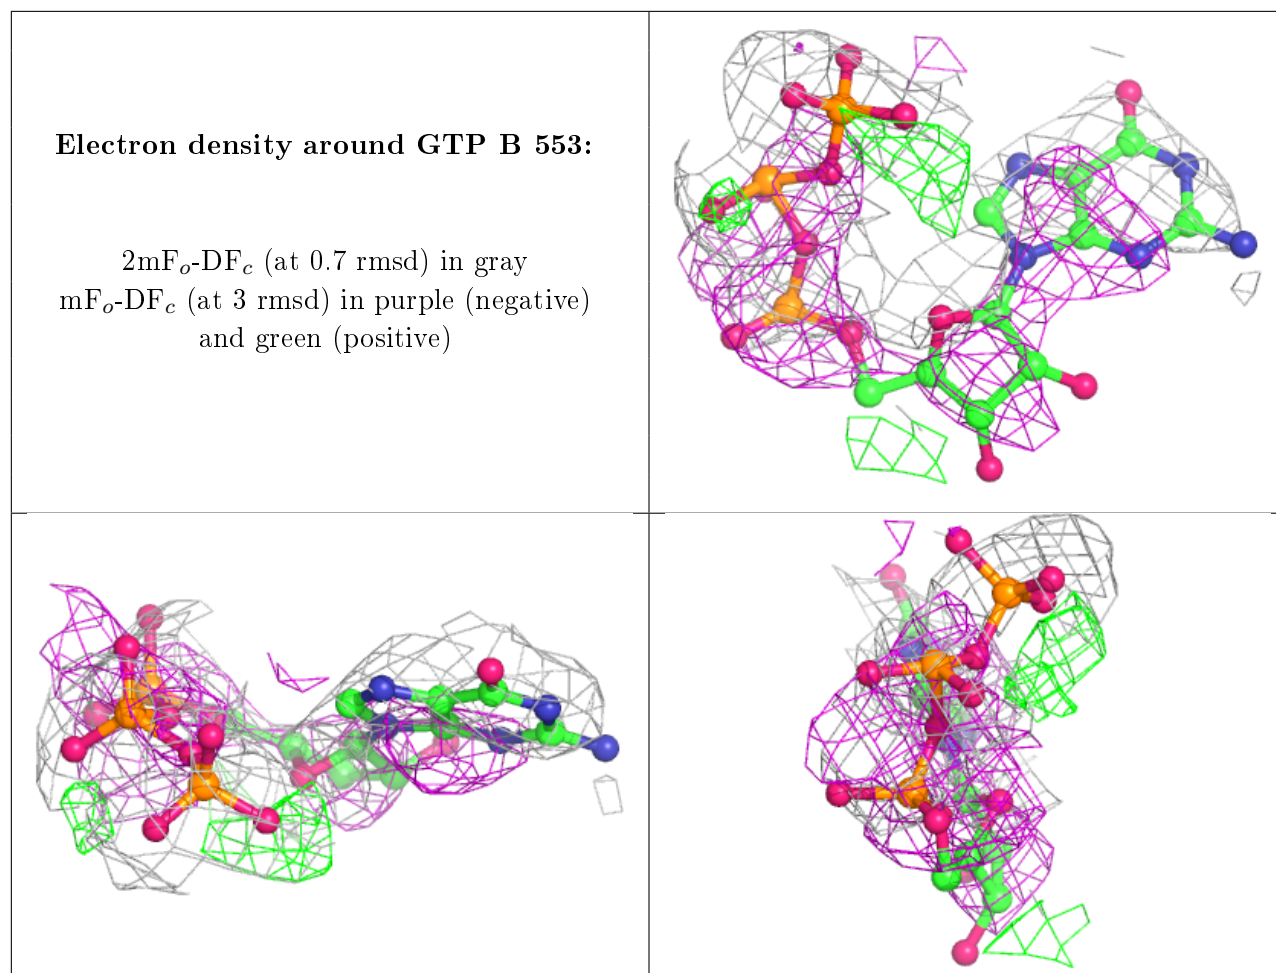 Electron density around GTP B 553:
2mFo-DFc (at 0.7 rmsd) in gray
mFo-DFc (at 3 rmsd) in purple (negative)
and green (positive)